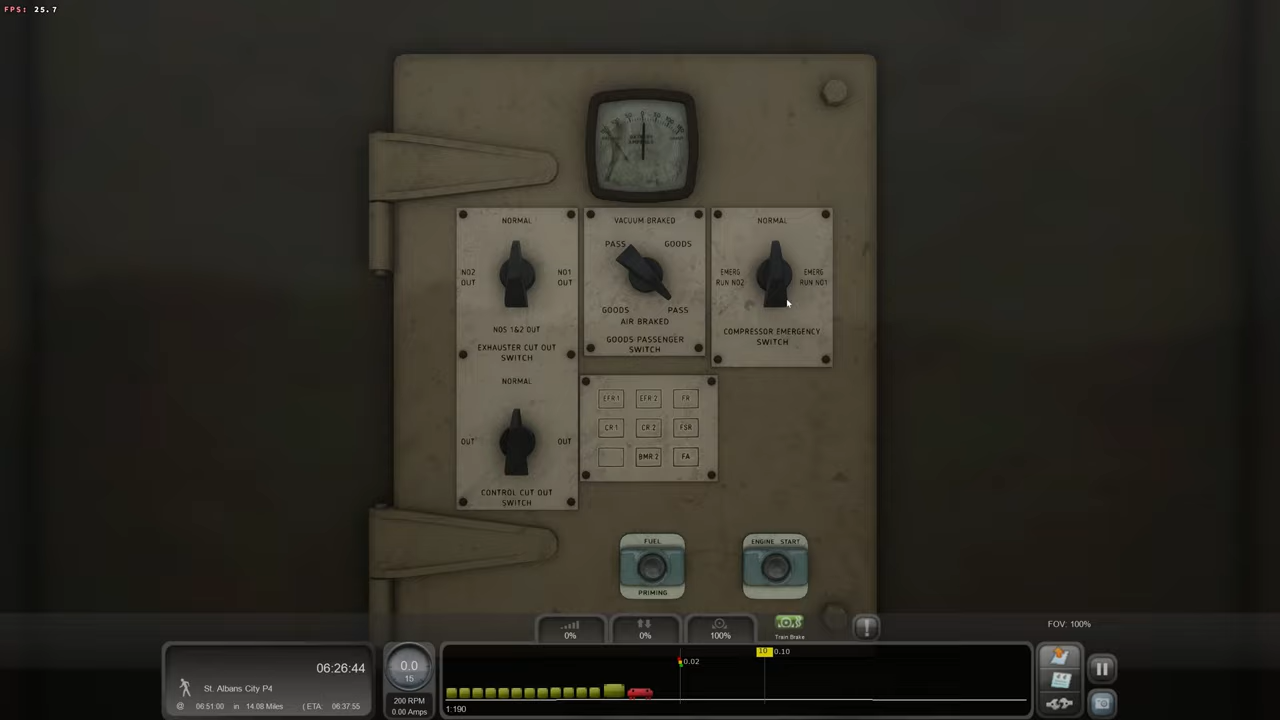 FPS: 25.7
NORMAL
NO2 OUT
NO1 OUT
NOS 1&2 OUT
EXHAUSTER CUT OUT
SWITCH
NORMAL
OUT
OUT
CONTROL CUT OUT
SWITCH
VACUUM BRAKED
PASS
GOODS
GOODS
PASS
AIR BRAKED
GOODS-PASSENGER
SWITCH
NORMAL
EMERG RUN NO2
EMERG RUN NO1
COMPRESSOR EMERGENCY
SWITCH
EFR 1
EFR 2
FR
CR 1
CR 2
FSR
BMR 2
FA
FUEL
PRIMING
ENGINE START
0%
0%
100%
Train Brake
FOV: 100%
06:26:44
St. Albans City P4
@ 06:51:00 in 14.08 Miles ( ETA: 06:37:55
0.0
15
200 RPM
0.00 Amps
0.02
10
0.10
1:190